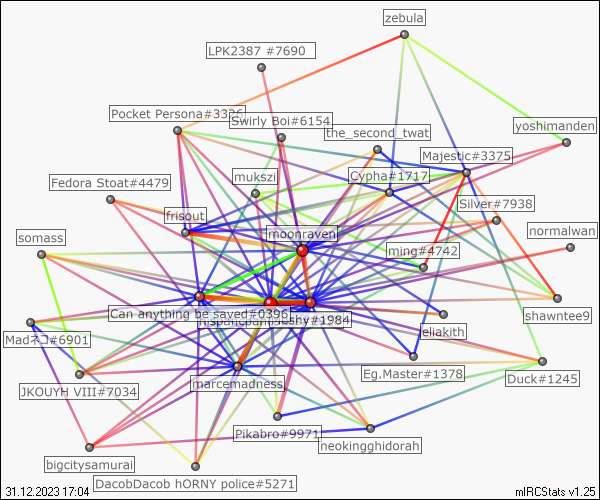 zebula
LPK2387 #7690
Pocket Persona#3326
Swirly Boi#6154
the_second_twat
yoshimanden
Majestic#3375
mukszi
Cypha#1717
Fedora Stoat#4479
Silver#7938
frisout
moonraven
normalwan
somass
ming#4742
Can anything be saved#0396
shawntee9
Madネコ#6901
eliakith
JKOUYH VIII#7034
marcemadness
Eg.Master#1378
Duck#1245
Pikabro#9971
neokingghidorah
bigcitysamurai
DacobDacob hORNY police#5271
31.12.2023 17:04
mIRCStats v1.25